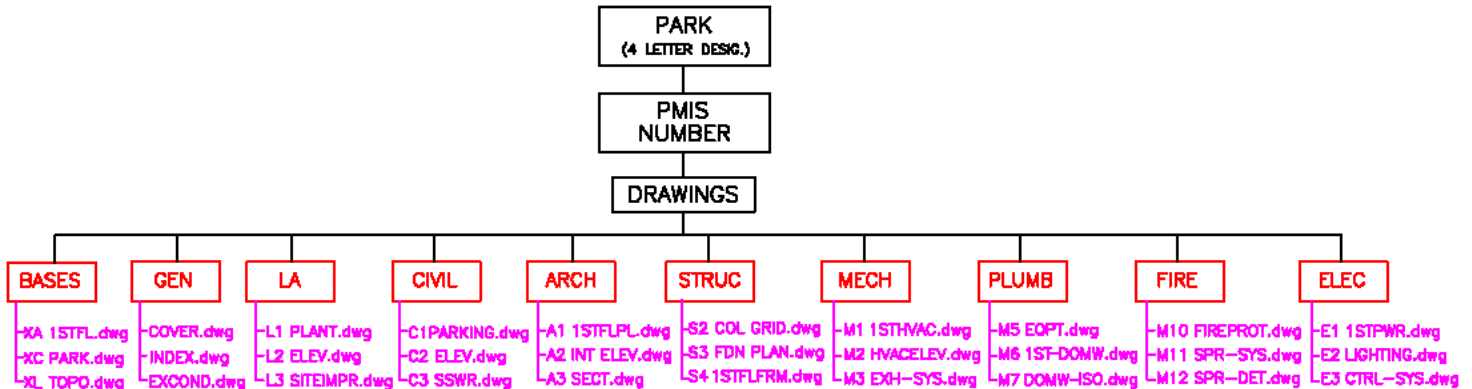 PARK
(4 LETTER DESIG.)
PMIS
NUMBER
DRAWINGS
BASES
XA 1STFL.dwg
XC PARK.dwg
XL TOPO.dwg
GEN
COVER.dwg
INDEX.dwg
EXCOND.dwg
LA
L1 PLANT.dwg
L2 ELEV.dwg
L3 SITEIMPR.dwg
CIVIL
C1PARKING.dwg
C2 ELEV.dwg
C3 SSWR.dwg
ARCH
A1 1STFLPL.dwg
A2 INT ELEV.dwg
A3 SECT.dwg
STRUC
S2 COL GRID.dwg
S3 FDN PLAN.dwg
S4 1STFLFRM.dwg
MECH
M1 1STHVAC.dwg
M2 HVACELEV.dwg
M3 EXH-SYS.dwg
PLUMB
M5 EQPT.dwg
M6 1ST-DOMW.dwg
M7 DOMW-ISO.dwg
FIRE
M10 FIREPROT.dwg
M11 SPR-SYS.dwg
M12 SPR-DET.dwg
ELEC
E1 1STPWR.dwg
E2 LIGHTING.dwg
E3 CTRL-SYS.dwg